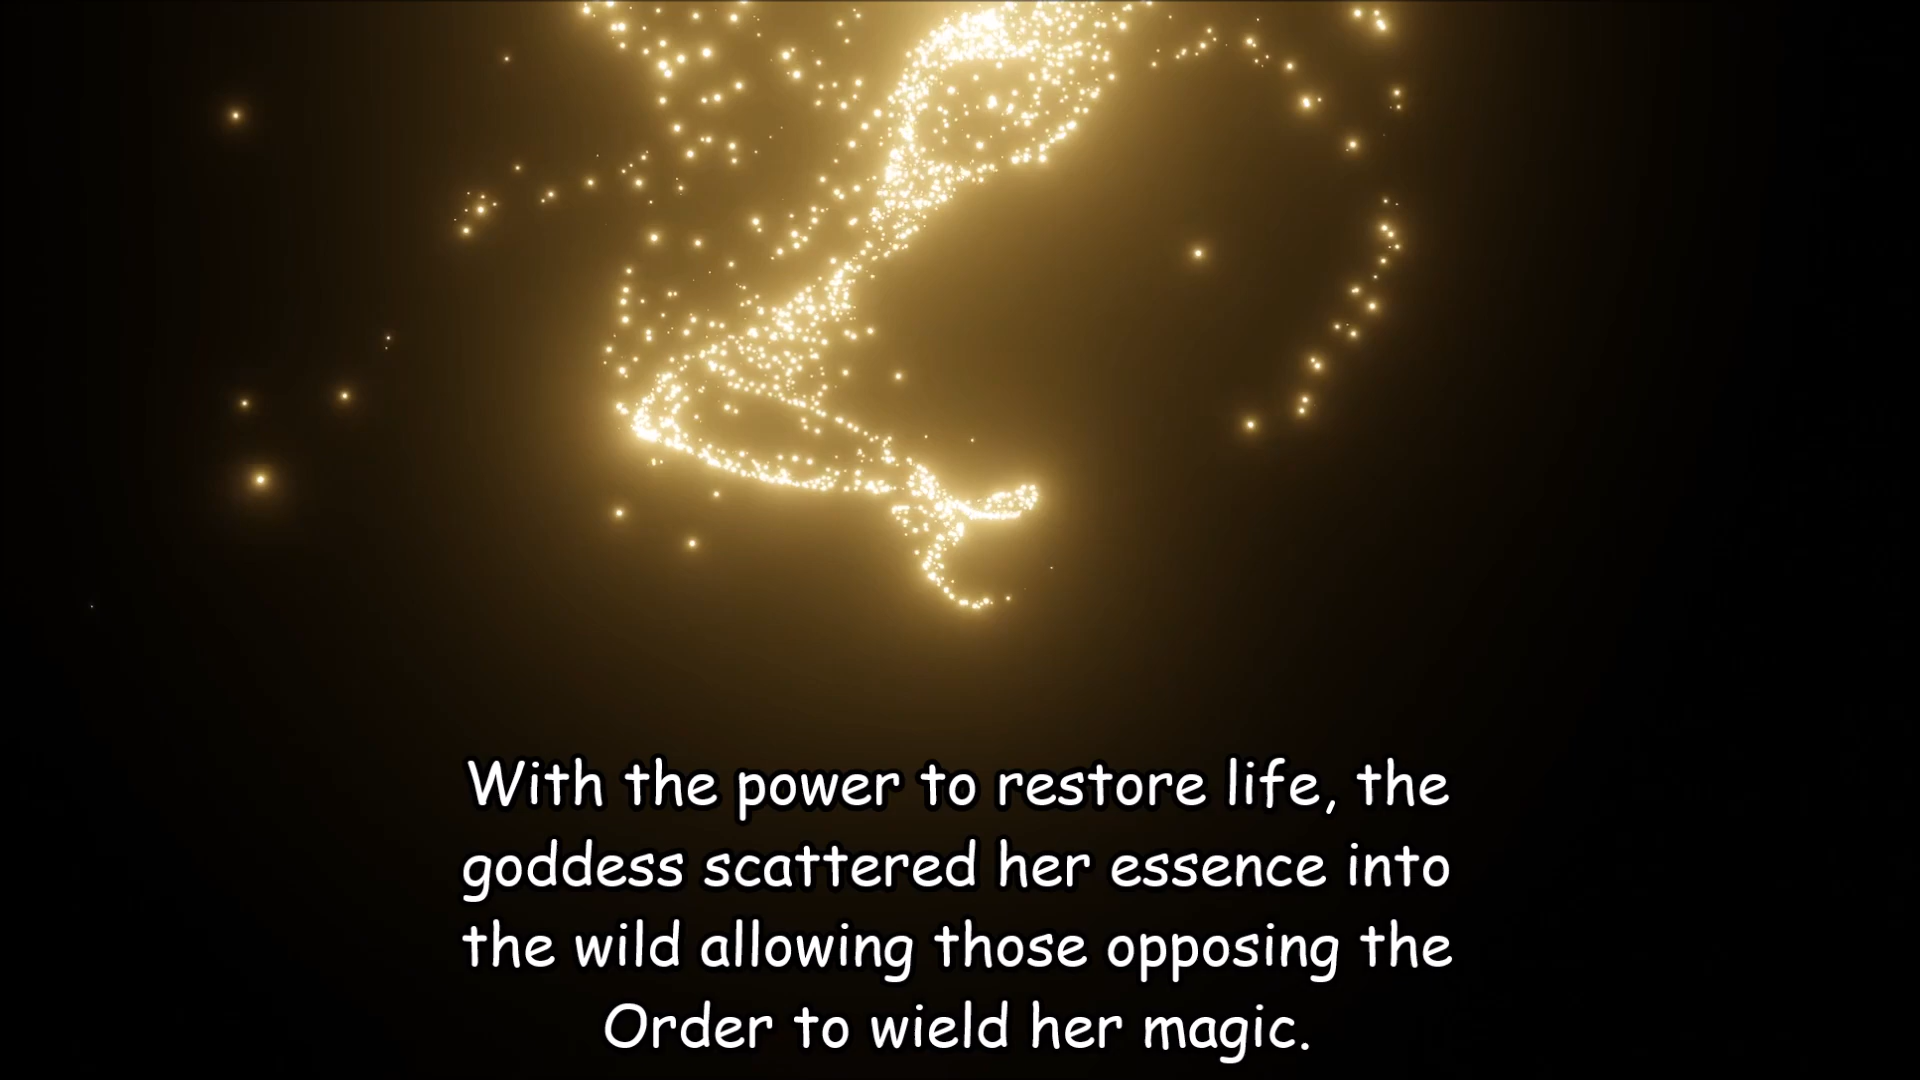 With the power to restore life, the
goddess scattered her essence into
the wild allowing those opposing the
Order to wield her magic.